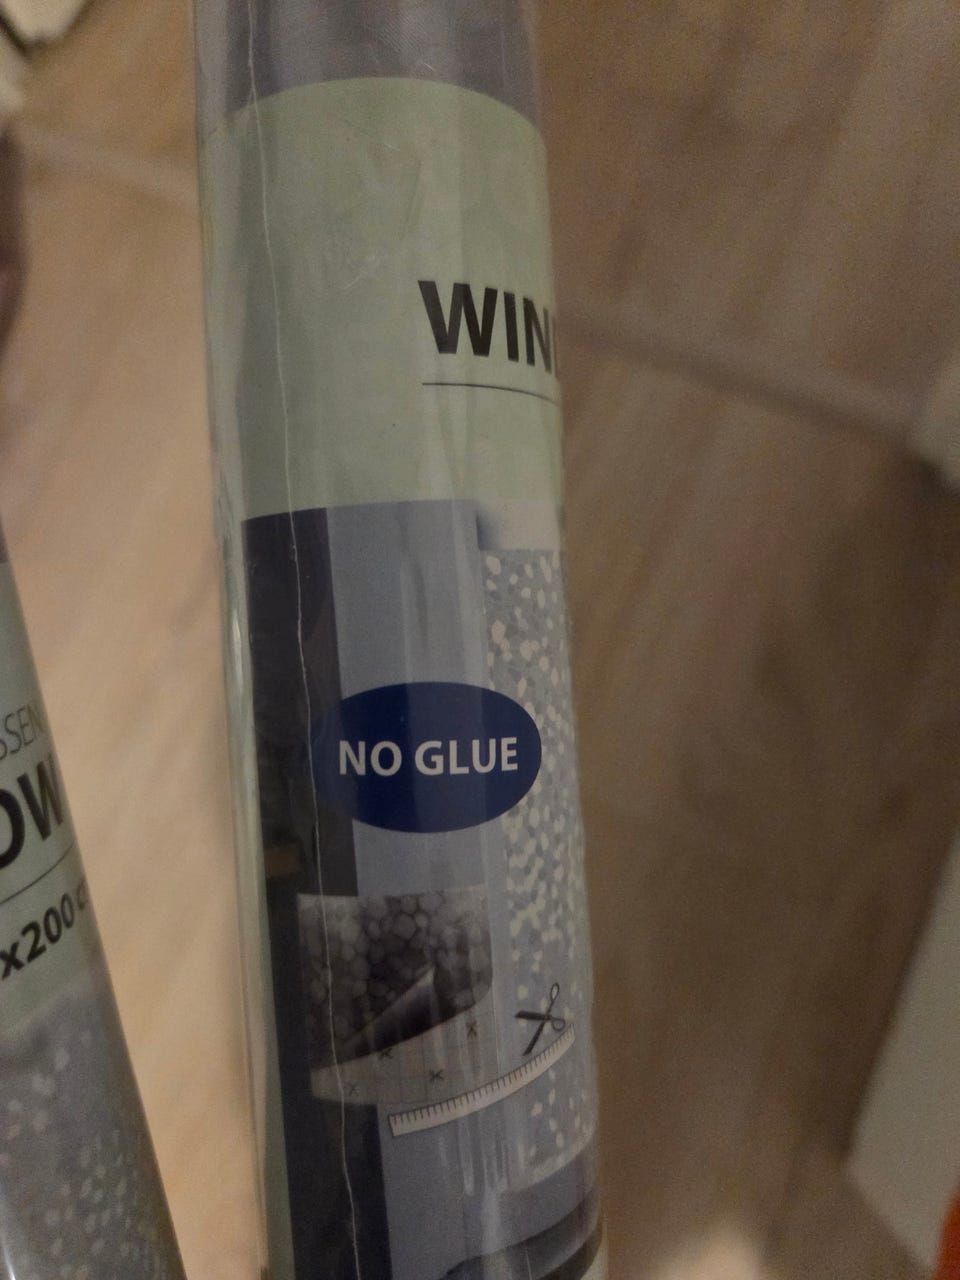 WIN
NO GLUE
SSEN
OW
x200 c